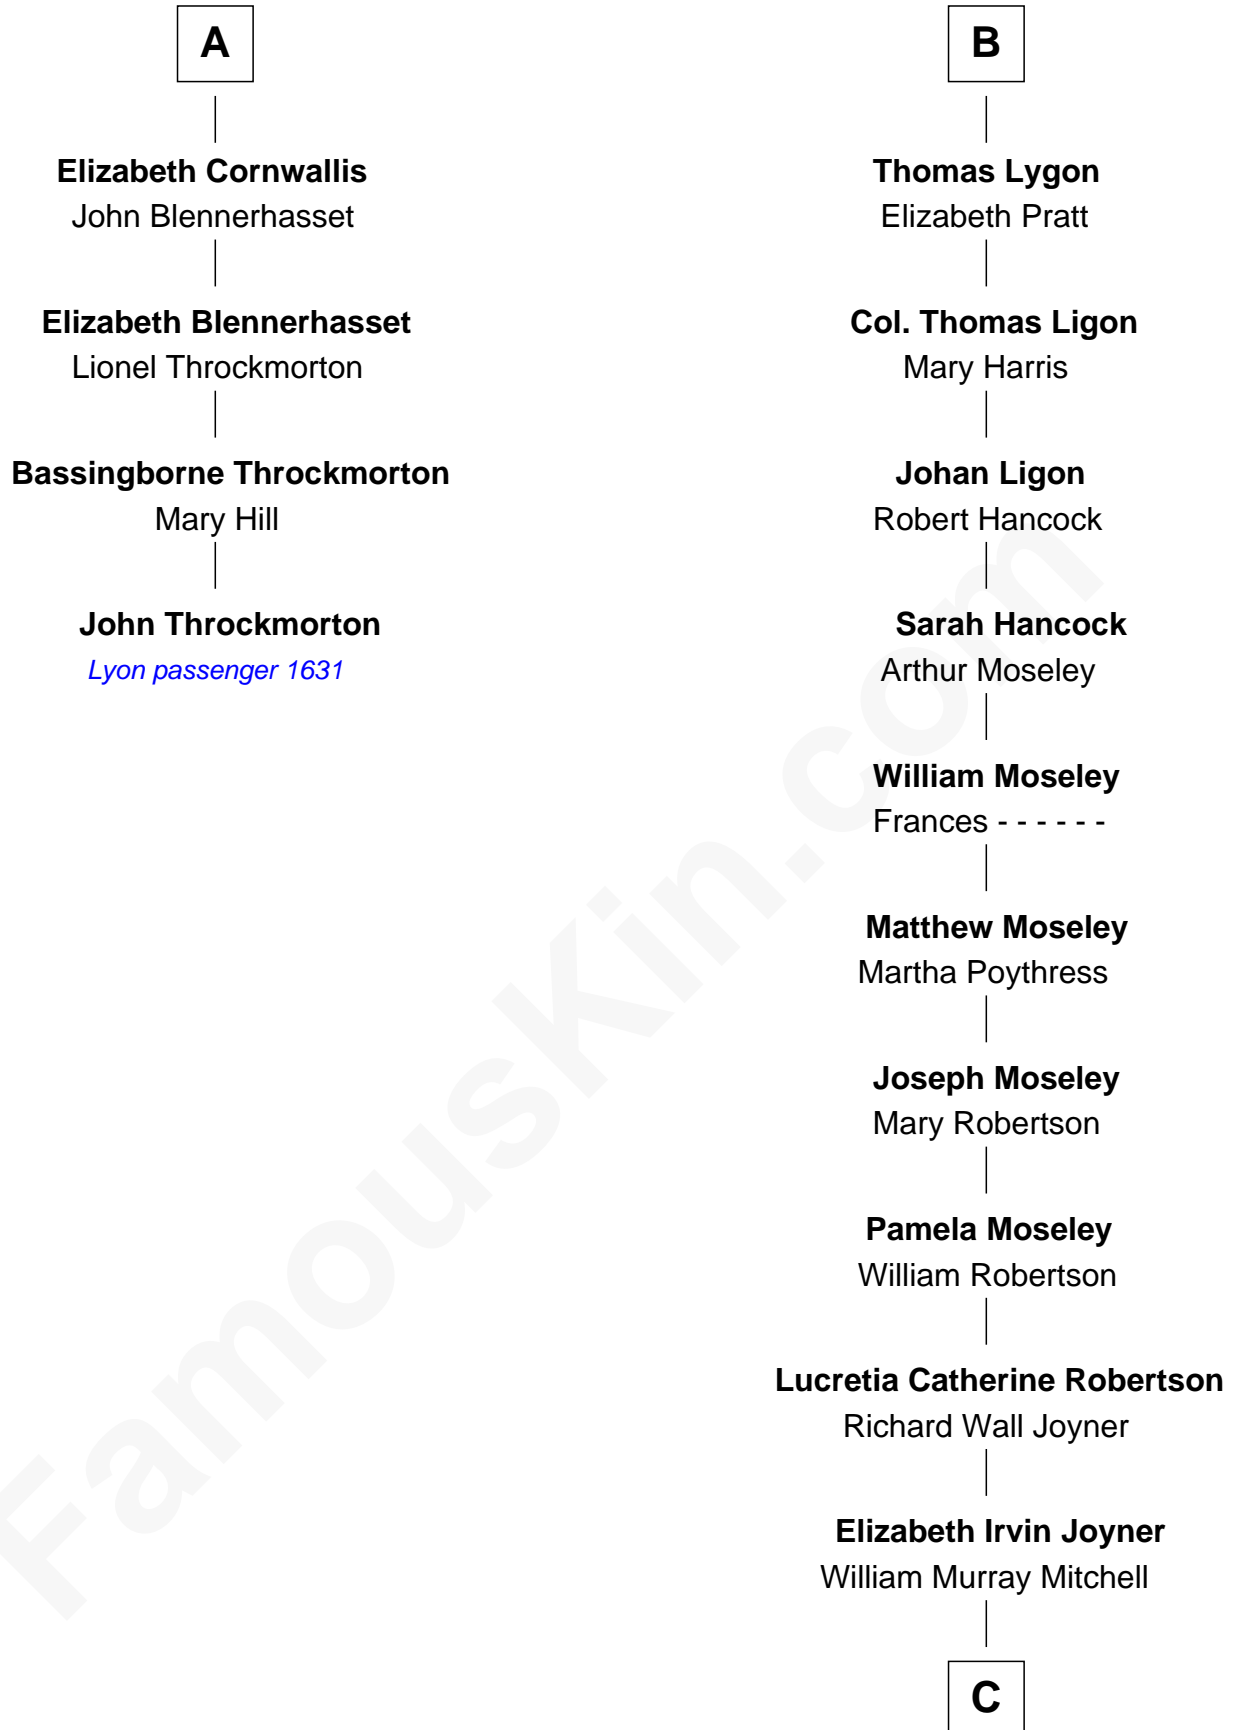 A
Elizabeth Cornwallis
John Blennerhasset
Elizabeth Blennerhasset
Lionel Throckmorton
Bassingborne Throckmorton
Mary Hill
John Throckmorton
Lyon passenger 1631
B
Thomas Lygon
Elizabeth Pratt
Col. Thomas Ligon
Mary Harris
Johan Ligon
Robert Hancock
Sarah Hancock
Arthur Moseley
William Moseley
Frances - - - - - -
Matthew Moseley
Martha Poythress
Joseph Moseley
Mary Robertson
Pamela Moseley
William Robertson
Lucretia Catherine Robertson
Richard Wall Joyner
Elizabeth Irvin Joyner
William Murray Mitchell
C
FamousKin.com